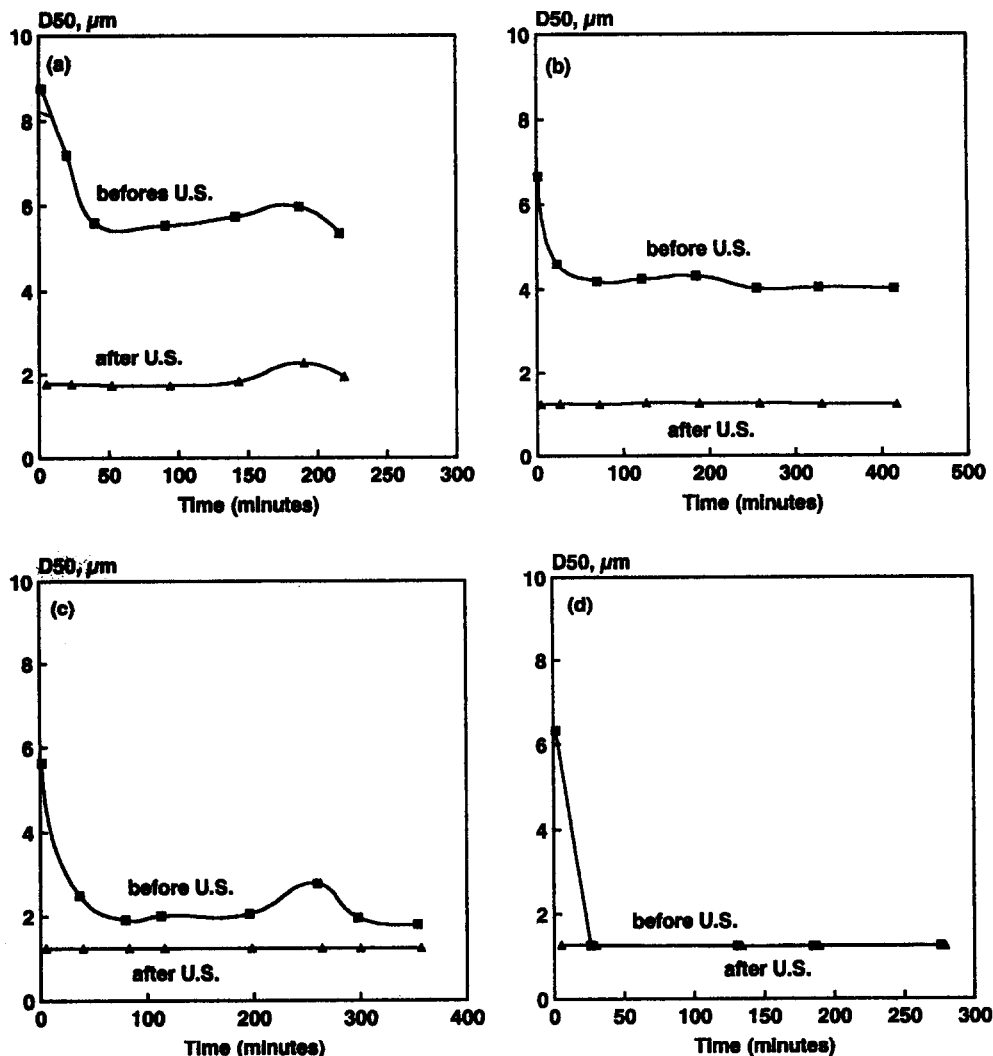 D50, µm
10
8
6
4
2
0
(a)
befores U.S.
after U.S.
0 50 100 150 200 250 300
Time (minutes)
10
8
6
4
2
0
(b)
before U.S.
after U.S.
0 100 200 300 400 500
Time (minutes)
D50, µm
10
8
6
4
2
0
(c)
before U.S.
after U.S.
0 100 200 300 400
Time (minutes)
D50, µm
10
8
6
4
2
0
(d)
before U.S.
after U.S.
0 50 100 150 200 250 300
Time (minutes)